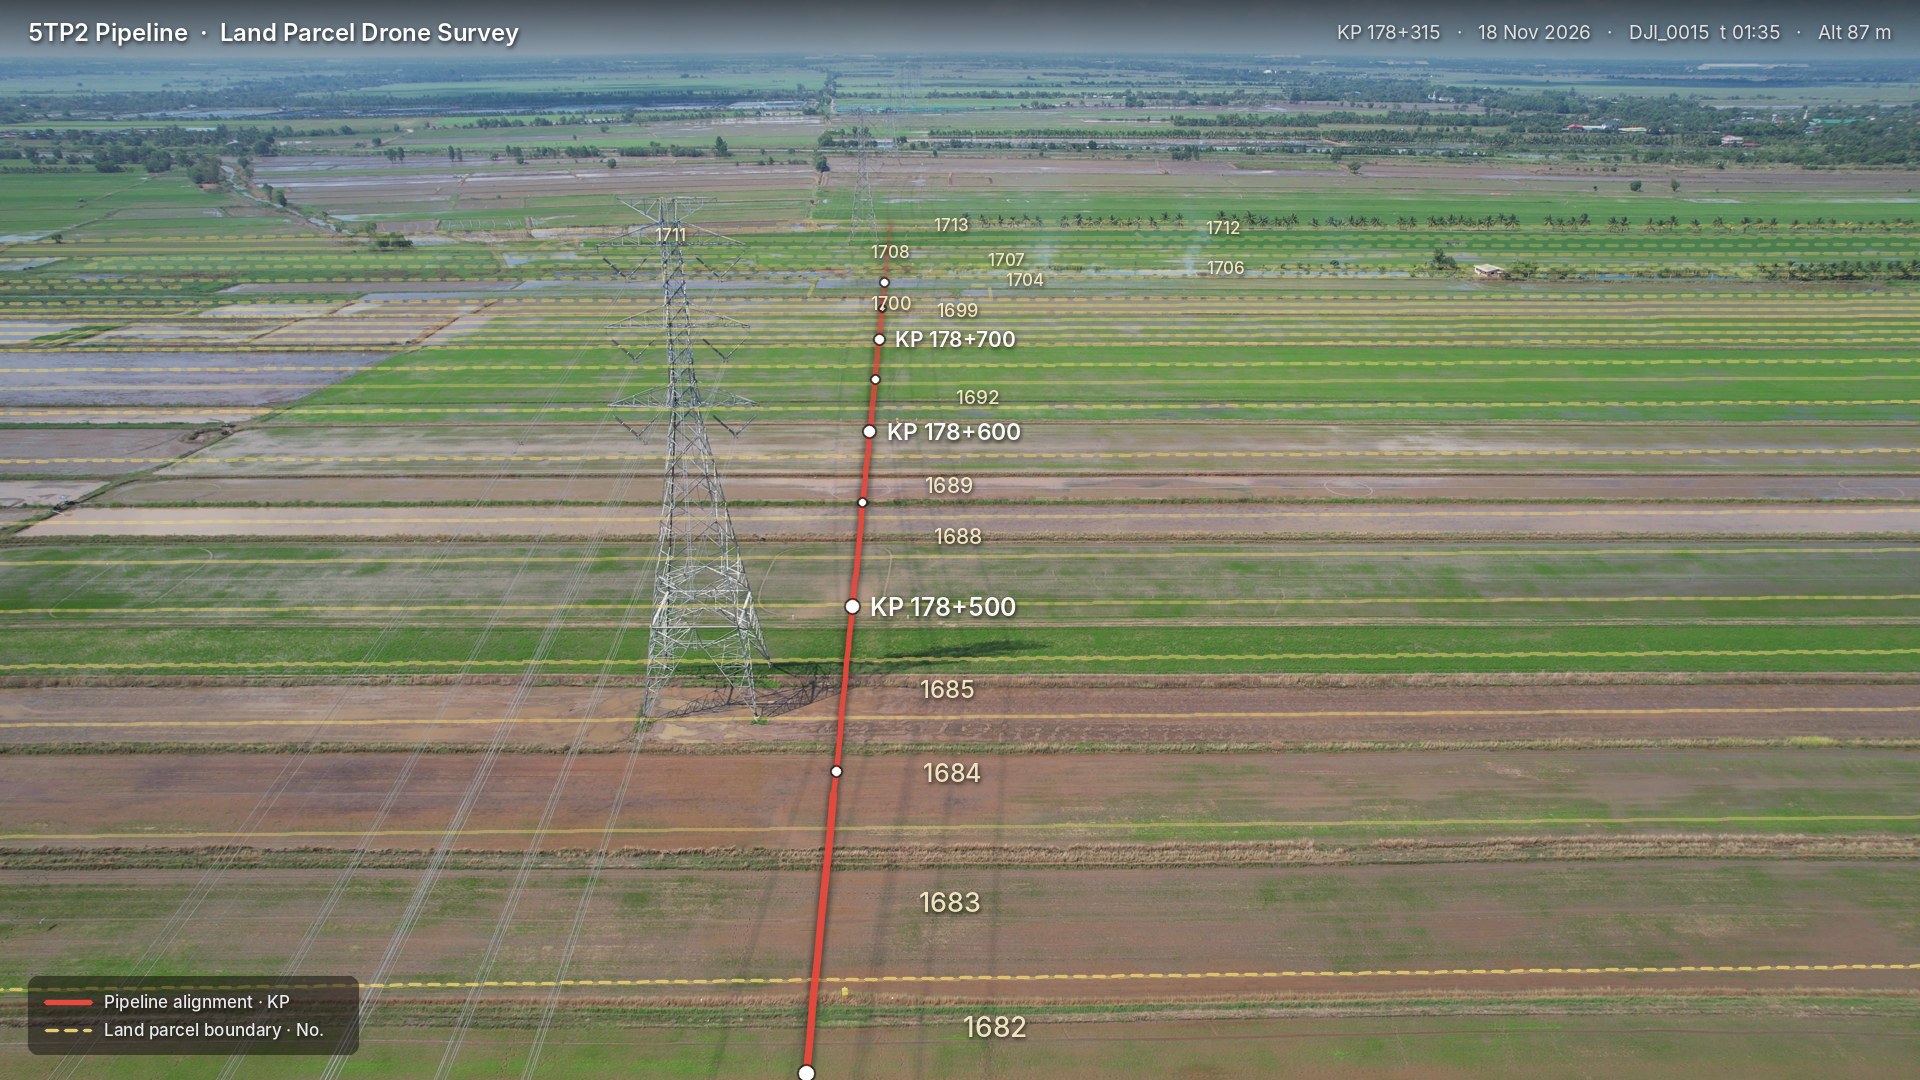 5TP2 Pipeline · Land Parcel Drone Survey
KP 178+315 · 18 Nov 2026 · DJI_0015 t 01:35 · Alt 87 m
1713
1712
1711
1708
1707
1706
1704
1700
1699
KP 178+700
1692
KP 178+600
1689
1688
KP 178+500
1685
1684
1683
Pipeline alignment · KP
Land parcel boundary · No.
1682